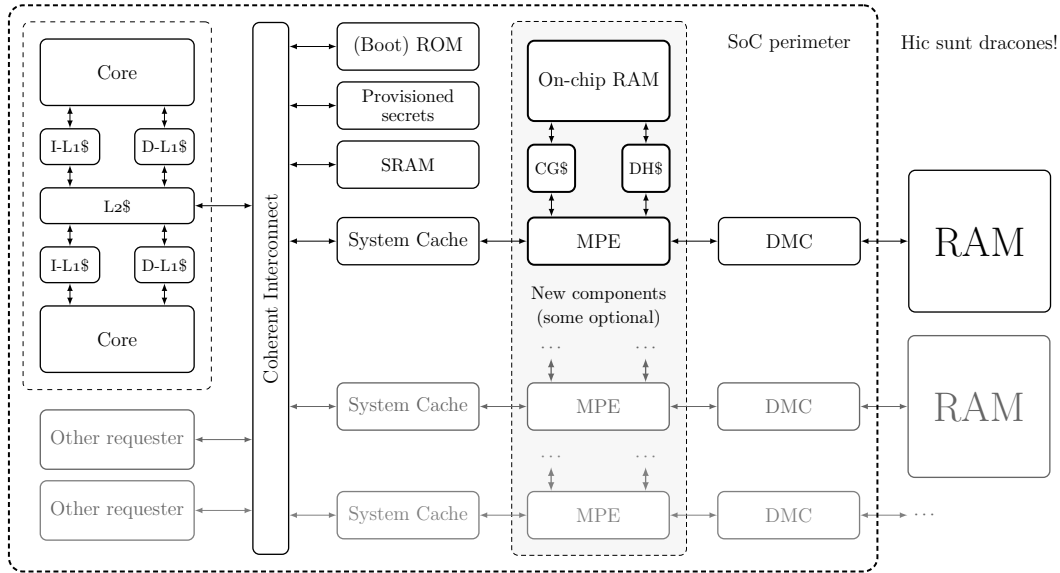 SoC perimeter
Hic sunt dracones!
Core
I-L1$
D-L1$
L2$
I-L1$
D-L1$
Core
Other requester
Other requester
Coherent Interconnect
(Boot) ROM
Provisioned
secrets
SRAM
System Cache
On-chip RAM
CG$
DH$
MPE
DMC
RAM
New components
(some optional)
... ...
System Cache
MPE
DMC
RAM
... ...
System Cache
MPE
DMC
...